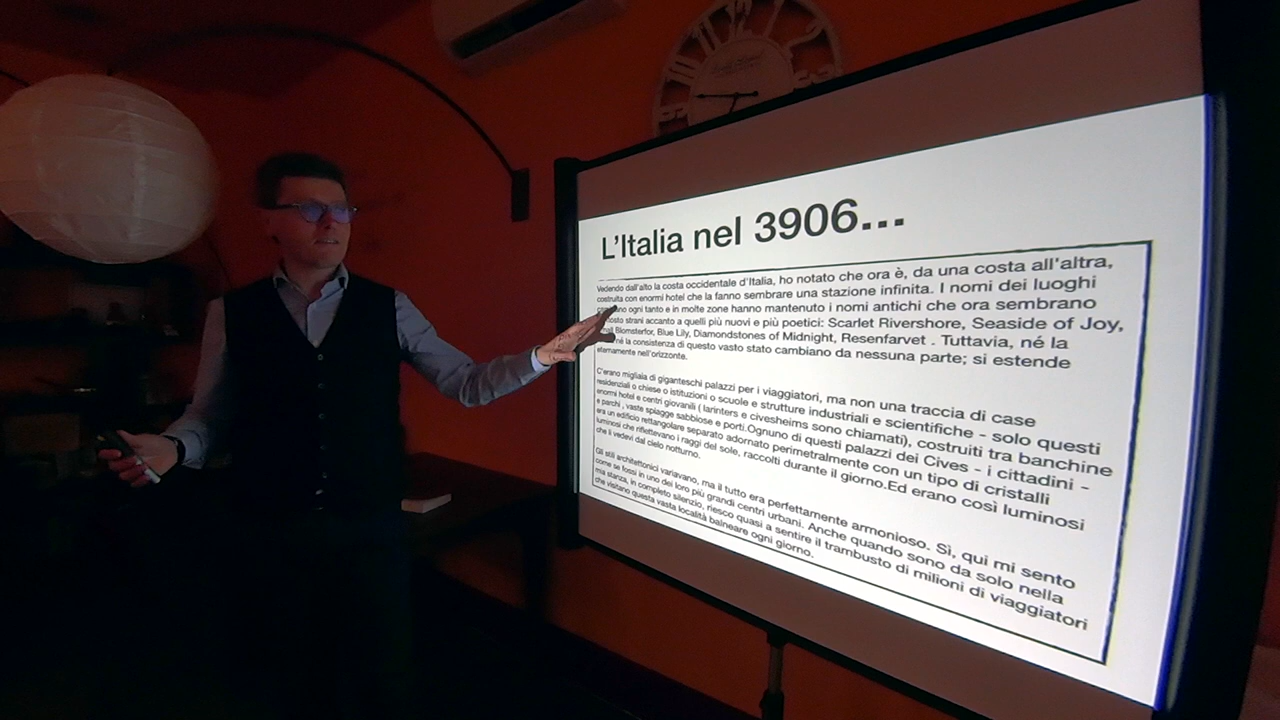 L'Italia nel 3906...
Vedendo dall'alto la costa occidentale d'Italia, ho notato che ora è, da una costa all'altra,
costruita con enormi hotel che la fanno sembrare una stazione infinita. I nomi dei luoghi
ogni tanto e in molte zone hanno mantenuto i nomi antichi che ora sembrano
strani accanto a quelli più nuovi e più poetici: Scarlet Rivershore, Seaside of Joy,
Blomsterfor, Blue Lily, Diamondstones of Midnight, Resenfarvet . Tuttavia, né la
né la consistenza di questo vasto stato cambiano da nessuna parte; si estende
eternamente nell'orizzonte.
C'erano migliaia di giganteschi palazzi per i viaggiatori, ma non una traccia di case
residenziali o chiese o istituzioni o scuole e strutture industriali e scientifiche - solo questi
enormi hotel e centri giovanili ( larinters e civesheims sono chiamati), costruiti tra banchine
e parchi , vaste spiagge sabbiose e porti.Ognuno di questi palazzi dei Cives - i cittadini -
era un edificio rettangolare separato adornato perimetralmente con un tipo di cristalli
luminosi che riflettevano i raggi del sole, raccolti durante il giorno.Ed erano così luminosi
che li vedevi dal cielo notturno.
Gli stili architettonici variavano, ma il tutto era perfettamente armonioso. Sì, qui mi sento
come se fossi in uno dei loro più grandi centri urbani. Anche quando sono da solo nella
mia stanza, in completo silenzio, riesco quasi a sentire il trambusto di milioni di viaggiatori
che visitano questa vasta località balneare ogni giorno.